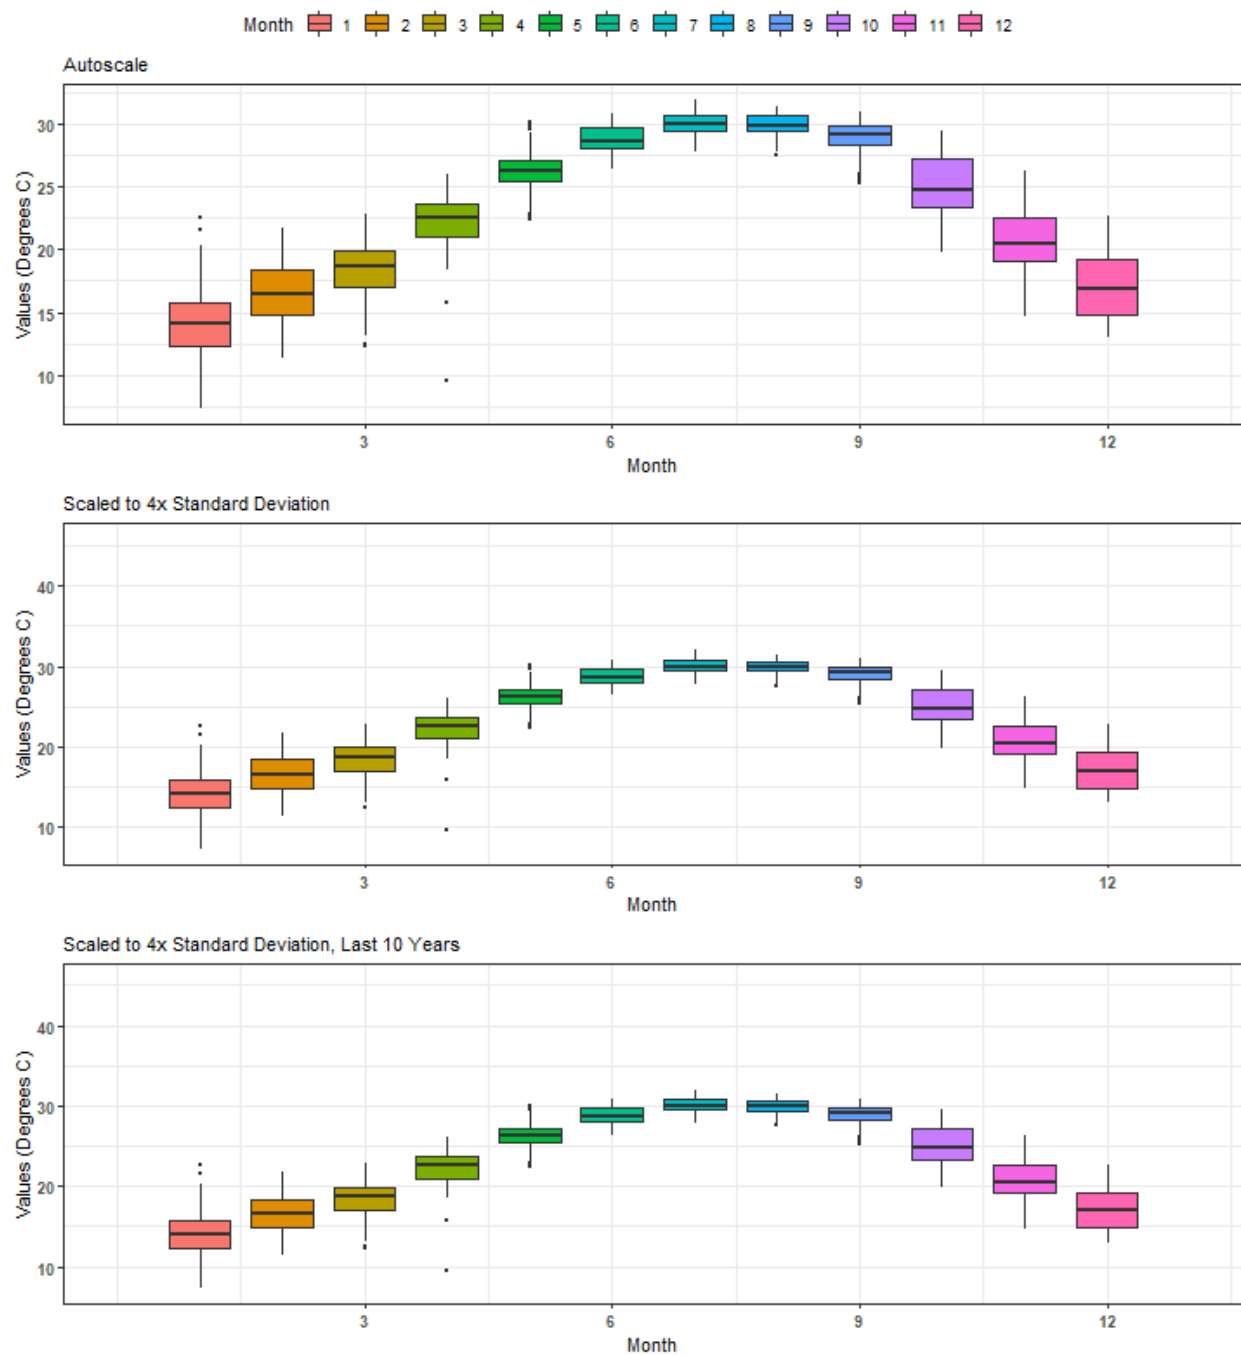 Month 1 2 3 4 5 6 7 8 9 10 11 12
Autoscale
Values (Degrees C)
30
25
20
15
10
3 6 9 12
Month
Scaled to 4x Standard Deviation
Values (Degrees C)
40
30
20
10
3 6 9 12
Month
Scaled to 4x Standard Deviation, Last 10 Years
Values (Degrees C)
40
30
20
10
3 6 9 12
Month